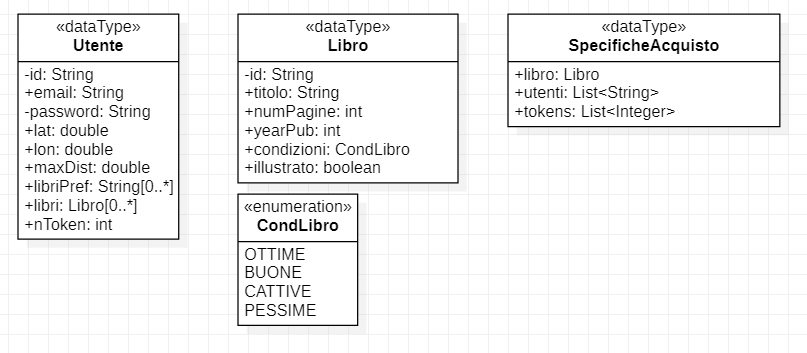 «dataType»
Utente
-id: String
+email: String
-password: String
+lat: double
+lon: double
+maxDist: double
+libriPref: String[0..*]
+libri: Libro[0..*]
+nToken: int
«dataType»
Libro
-id: String
+titolo: String
+numPagine: int
+yearPub: int
+condizioni: CondLibro
+illustrato: boolean
«enumeration»
CondLibro
OTTIME
BUONE
CATTIVE
PESSIME
«dataType»
SpecificheAcquisto
+libro: Libro
+utenti: List<String>
+tokens: List<Integer>